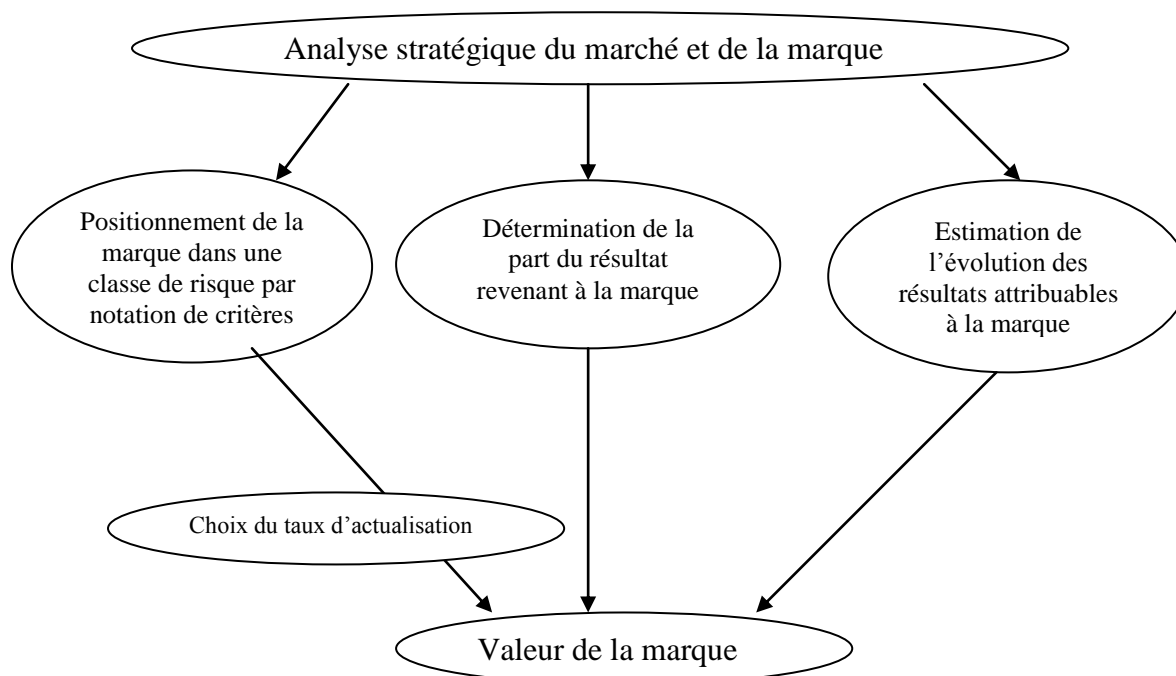 Analyse stratégique du marché et de la marque
Positionnement de la
marque dans une
classe de risque par
notation de critères
Détermination de la
part du résultat
revenant à la marque
Estimation de
l’évolution des
résultats attribuables
à la marque
Choix du taux d’actualisation
Valeur de la marque